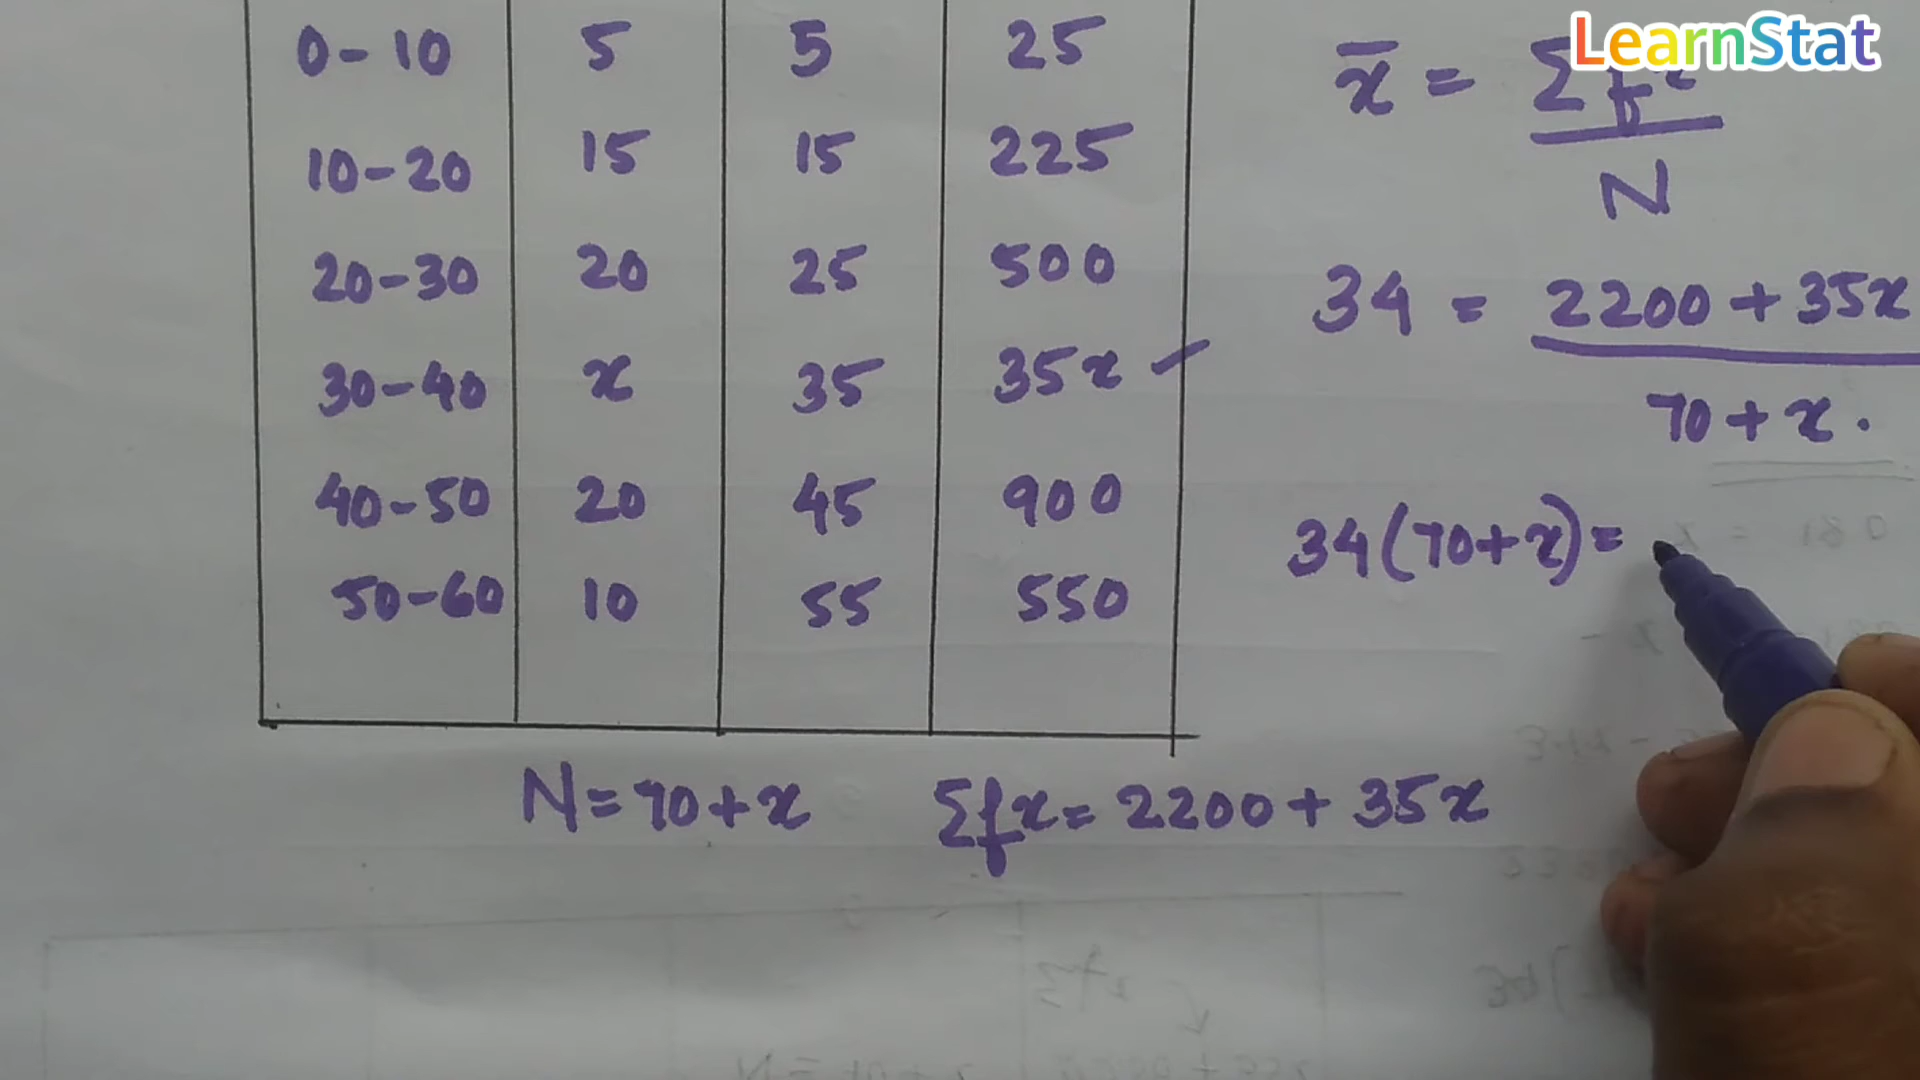 LearnStat
0-10 5 5 25
10-20 15 15 225
20-30 20 25 500
30-40 x 35 35x
40-50 20 45 900
50-60 10 55 550
N=70+x Σfx=2200+35x
x̄ = Σfx
N
34 = 2200+35x
70+x.
34(70+x)=